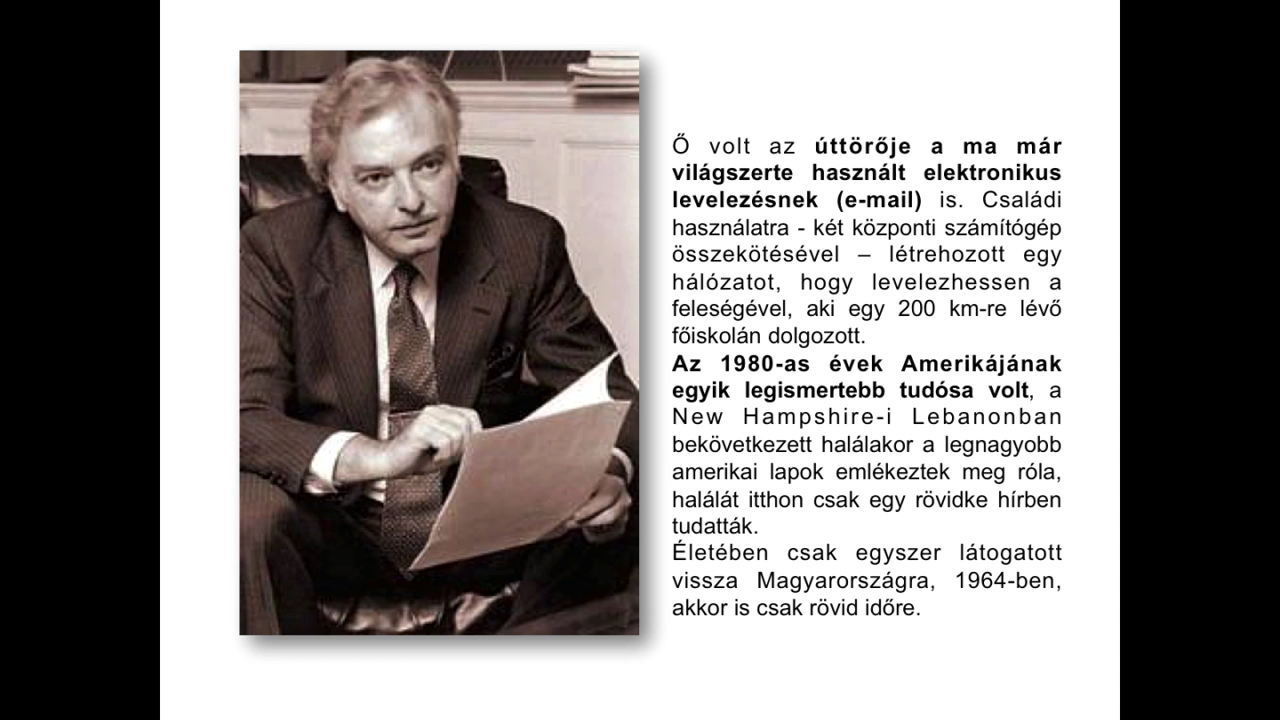 Ő volt az úttörője a ma már
világszerte használt elektronikus
levelezésnek (e-mail) is. Családi
használatra - két központi számítógép
összekötésével – létrehozott egy
hálózatot, hogy levelezhessen a
feleségével, aki egy 200 km-re lévő
főiskolán dolgozott.
Az 1980-as évek Amerikájának
egyik legismertebb tudósa volt, a
New Hampshire-i Lebanonban
bekövetkezett halálakor a legnagyobb
amerikai lapok emlékeztek meg róla,
halálát itthon csak egy rövidke hírben
tudatták.
Életében csak egyszer látogatott
vissza Magyarországra, 1964-ben,
akkor is csak rövid időre.